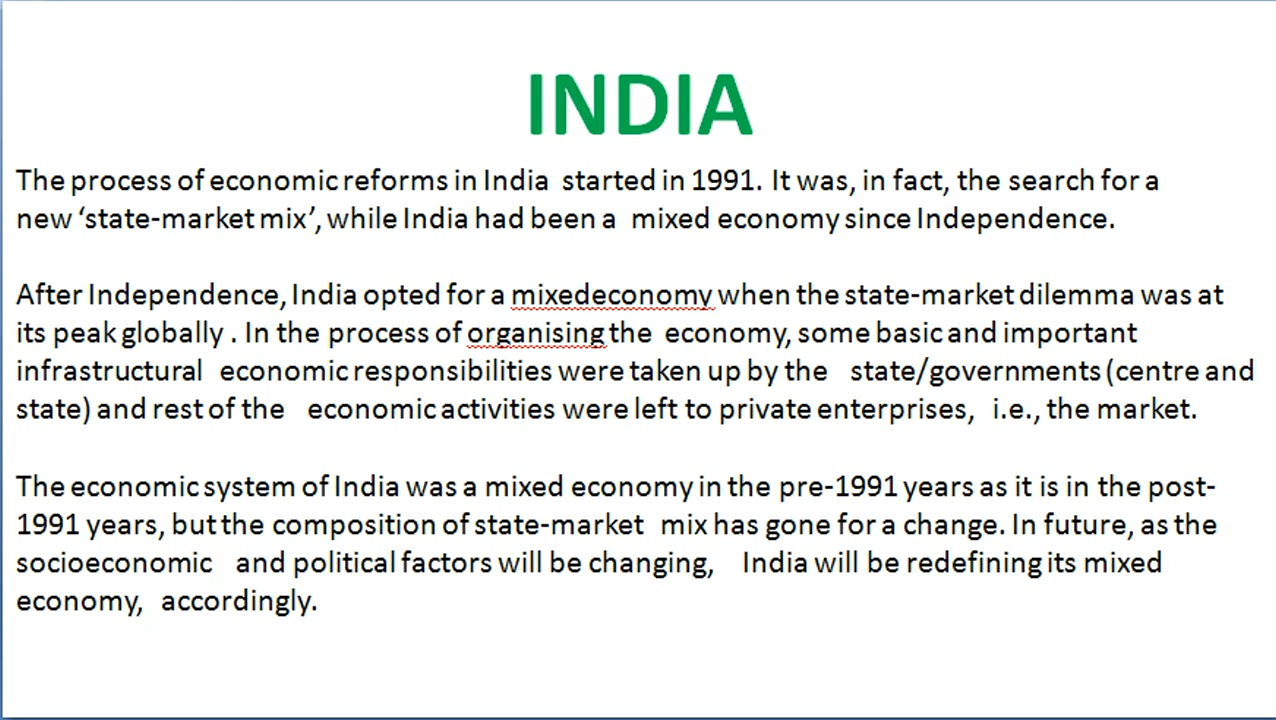 INDIA
The process of economic reforms in India started in 1991. It was, in fact, the search for a
new ‘state-market mix’, while India had been a mixed economy since Independence.
After Independence, India opted for a mixedeconomy when the state-market dilemma was at
its peak globally . In the process of organising the economy, some basic and important
infrastructural economic responsibilities were taken up by the state/governments (centre and
state) and rest of the economic activities were left to private enterprises, i.e., the market.
The economic system of India was a mixed economy in the pre-1991 years as it is in the post-
1991 years, but the composition of state-market mix has gone for a change. In future, as the
socioeconomic and political factors will be changing, India will be redefining its mixed
economy, accordingly.